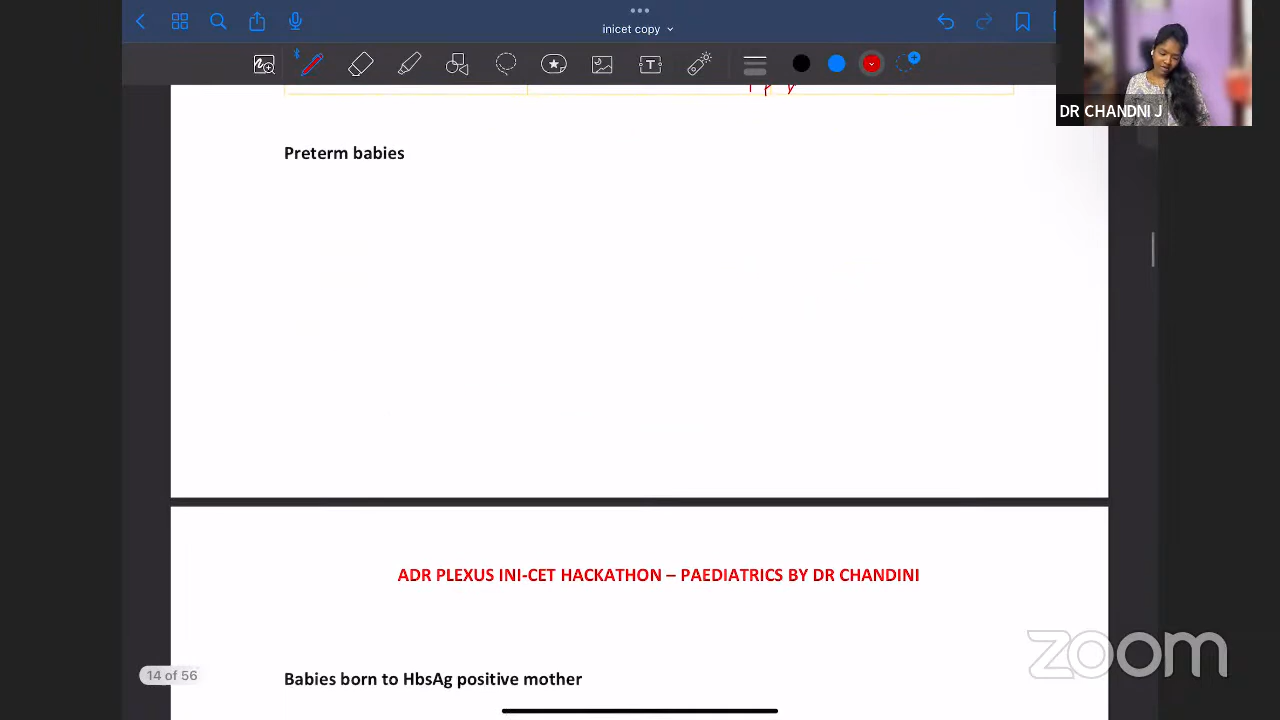 inicet copy
DR CHANDNI J
Preterm babies
ADR PLEXUS INI-CET HACKATHON – PAEDIATRICS BY DR CHANDINI
Babies born to HbsAg positive mother
14 of 56
zoom